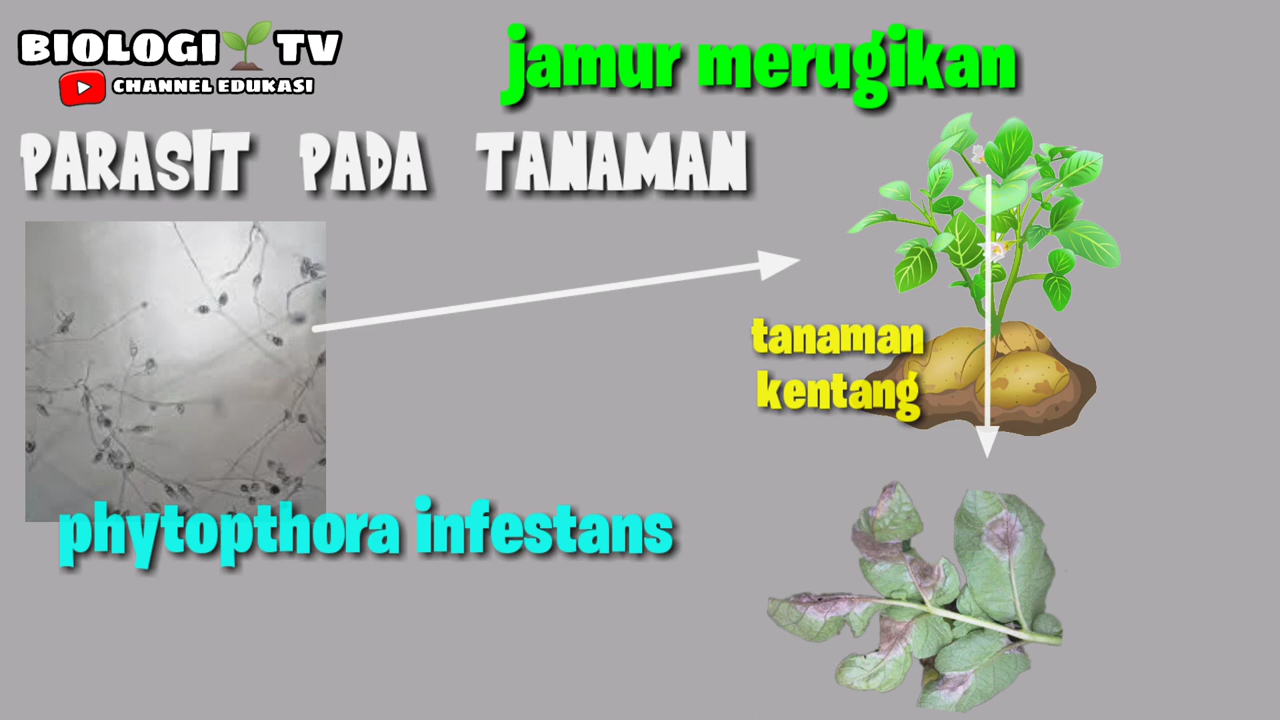 BIOLOGI TV
CHANNEL EDUKASI
jamur merugikan
PARASIT PADA TANAMAN
tanaman
kentang
phytopthora infestans